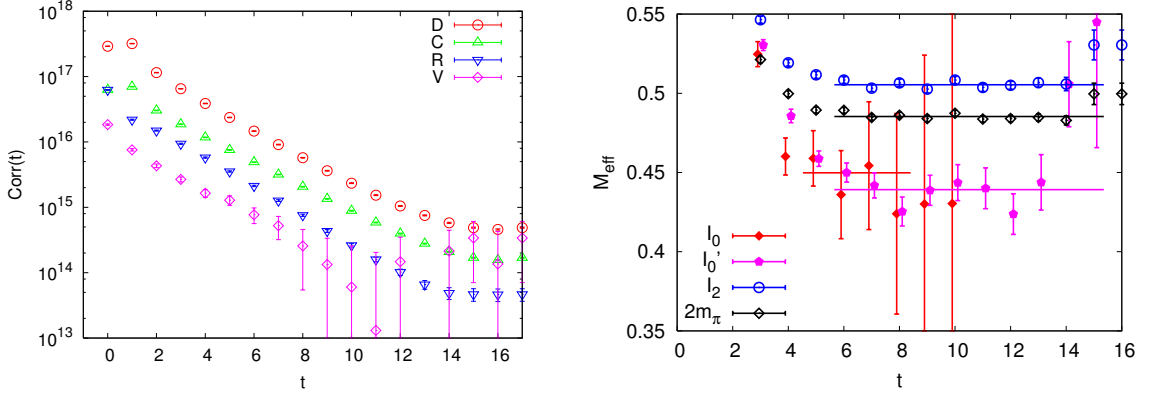 10^18
10^17
10^16
10^15
10^14
10^13
Corr(t)
0 2 4 6 8 10 12 14 16
t
D
C
R
V
0.55
0.5
0.45
0.4
0.35
M_eff
0 2 4 6 8 10 12 14 16
t
I_0
I_0'
I_2
2m_π